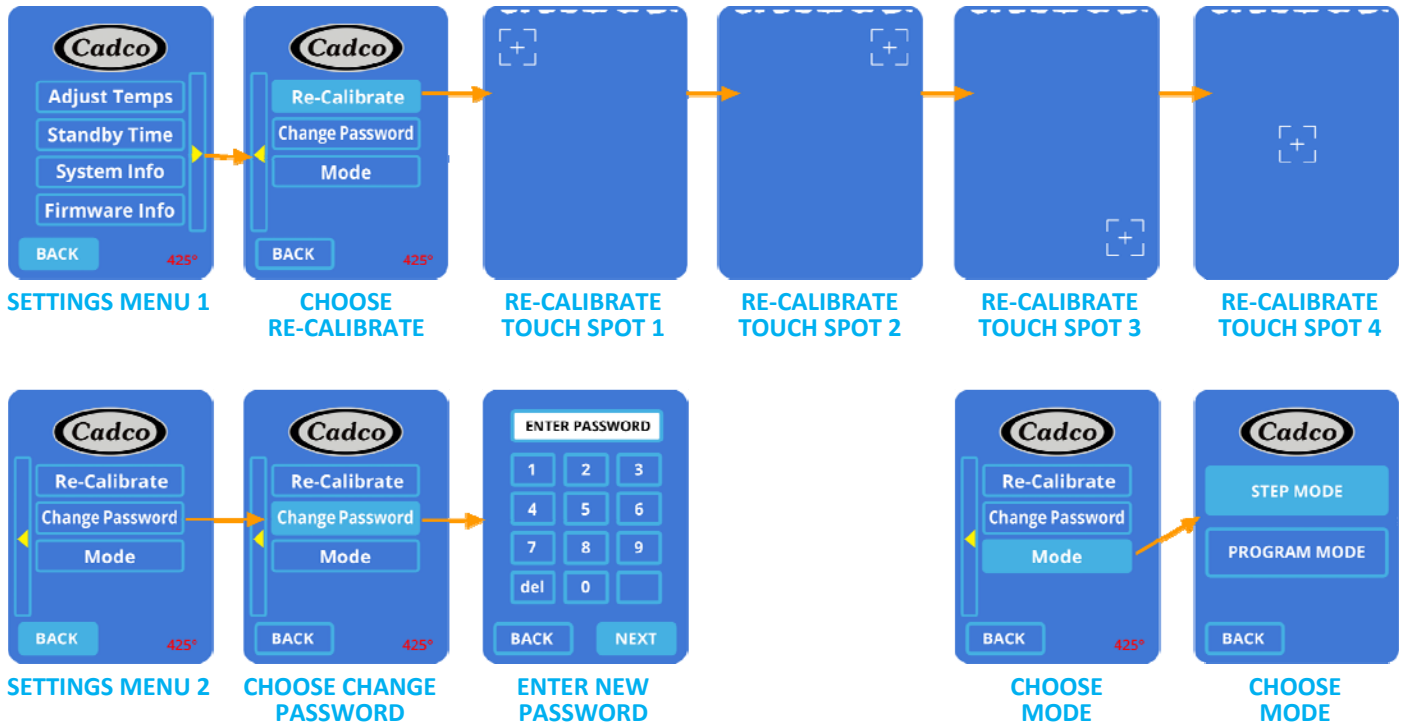 Cadco
Adjust Temps
Standby Time
System Info
Firmware Info
BACK
425°
SETTINGS MENU 1
Cadco
Re-Calibrate
Change Password
Mode
BACK
425°
CHOOSE
RE-CALIBRATE
RE-CALIBRATE
TOUCH SPOT 1
RE-CALIBRATE
TOUCH SPOT 2
RE-CALIBRATE
TOUCH SPOT 3
RE-CALIBRATE
TOUCH SPOT 4
Cadco
Re-Calibrate
Change Password
Mode
BACK
425°
SETTINGS MENU 2
Cadco
Re-Calibrate
Change Password
Mode
BACK
425°
CHOOSE CHANGE
PASSWORD
ENTER PASSWORD
1 2 3
4 5 6
7 8 9
del 0
BACK NEXT
ENTER NEW
PASSWORD
Cadco
Re-Calibrate
Change Password
Mode
BACK
425°
CHOOSE
MODE
Cadco
STEP MODE
PROGRAM MODE
BACK
CHOOSE
MODE